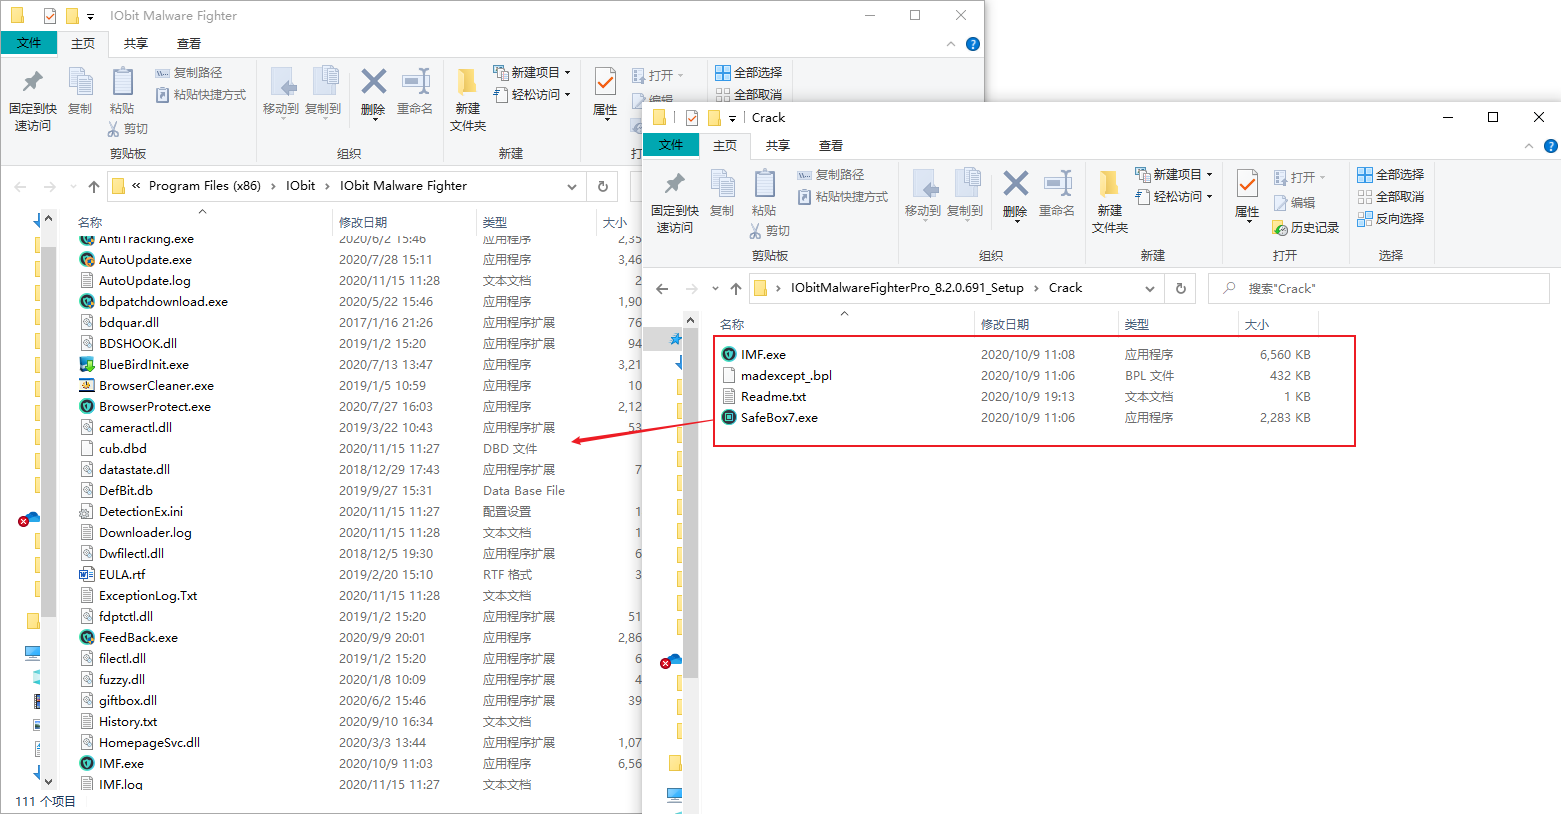 IObit Malware Fighter
文件 主页 共享 查看
固定到快速访问
复制
粘贴
复制路径
粘贴快捷方式
剪切
移动到
复制到
删除
重命名
新建文件夹
新建项目
轻松访问
属性
打开
编辑
全部选择
全部取消
剪贴板 组织 新建 打
« Program Files (x86) › IObit › IObit Malware Fighter
名称 修改日期 类型 大小
AntiTracking.exe 2020/6/2 15:46 应用程序 2,35
AutoUpdate.exe 2020/7/28 15:11 应用程序 3,46
AutoUpdate.log 2020/11/15 11:28 文本文档 2
bdpatchdownload.exe 2020/5/22 15:46 应用程序 1,90
bdquar.dll 2017/1/16 21:26 应用程序扩展 76
BDSHOOK.dll 2019/1/2 15:20 应用程序扩展 94
BlueBirdInit.exe 2020/7/13 13:47 应用程序 3,21
BrowserCleaner.exe 2019/1/5 10:59 应用程序 10
BrowserProtect.exe 2020/7/27 16:03 应用程序 2,12
cameractl.dll 2019/3/22 10:43 应用程序扩展 53
cub.dbd 2020/11/15 11:27 DBD 文件
datastate.dll 2018/12/29 17:43 应用程序扩展 7
DefBit.db 2019/9/27 15:31 Data Base File
DetectionEx.ini 2020/11/15 11:27 配置设置 1
Downloader.log 2020/11/15 11:28 文本文档 1
Dwfilectl.dll 2018/12/5 19:30 应用程序扩展 6
EULA.rtf 2019/2/20 15:10 RTF 格式 3
ExceptionLog.Txt 2020/11/15 11:28 文本文档
fdptctl.dll 2019/1/2 15:20 应用程序扩展 51
FeedBack.exe 2020/9/9 20:01 应用程序 2,86
filectl.dll 2019/1/2 15:20 应用程序扩展 6
fuzzy.dll 2020/1/8 10:09 应用程序扩展 4
giftbox.dll 2020/6/2 15:46 应用程序扩展 39
History.txt 2020/9/10 16:34 文本文档
HomepageSvc.dll 2020/3/3 13:44 应用程序扩展 1,07
IMF.exe 2020/10/9 11:03 应用程序 6,56
IMF.log 2020/11/15 11:27 文本文档
111 个项目
Crack
文件 主页 共享 查看
固定到快速访问
复制
粘贴
复制路径
粘贴快捷方式
剪切
移动到
复制到
删除
重命名
新建文件夹
新建项目
轻松访问
属性
打开
编辑
历史记录
全部选择
全部取消
反向选择
剪贴板 组织 新建 打开 选择
› IObitMalwareFighterPro_8.2.0.691_Setup › Crack
搜索"Crack"
名称 修改日期 类型 大小
IMF.exe 2020/10/9 11:08 应用程序 6,560 KB
madexcept_.bpl 2020/10/9 11:06 BPL 文件 432 KB
Readme.txt 2020/10/9 19:13 文本文档 1 KB
SafeBox7.exe 2020/10/9 11:06 应用程序 2,283 KB